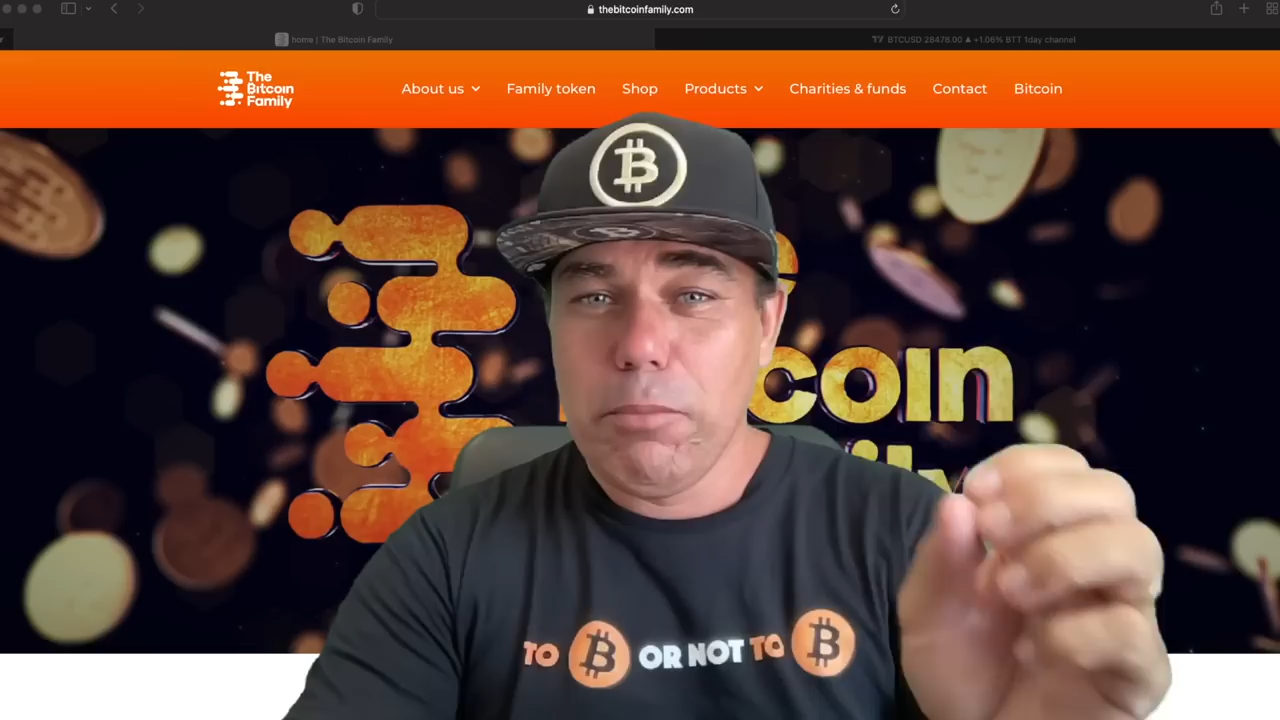 thebitcoinfamily.com
home | The Bitcoin Family
BTCUSD 28478.00 ▲ +1.06% BTT 1day channel
The
Bitcoin
Family
About us
Family token
Shop
Products
Charities & funds
Contact
Bitcoin
coin
TO B OR NOT TO B